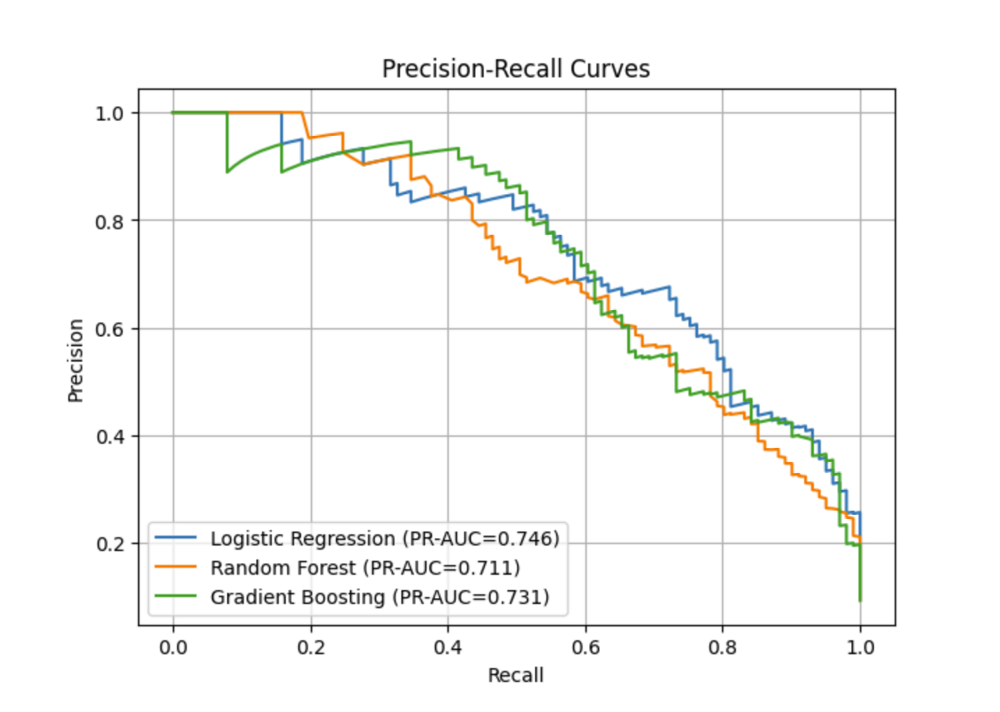 Precision-Recall Curves
Precision
1.0
0.8
0.6
0.4
0.2
Logistic Regression (PR-AUC=0.746)
Random Forest (PR-AUC=0.711)
Gradient Boosting (PR-AUC=0.731)
0.0 0.2 0.4 0.6 0.8 1.0
Recall